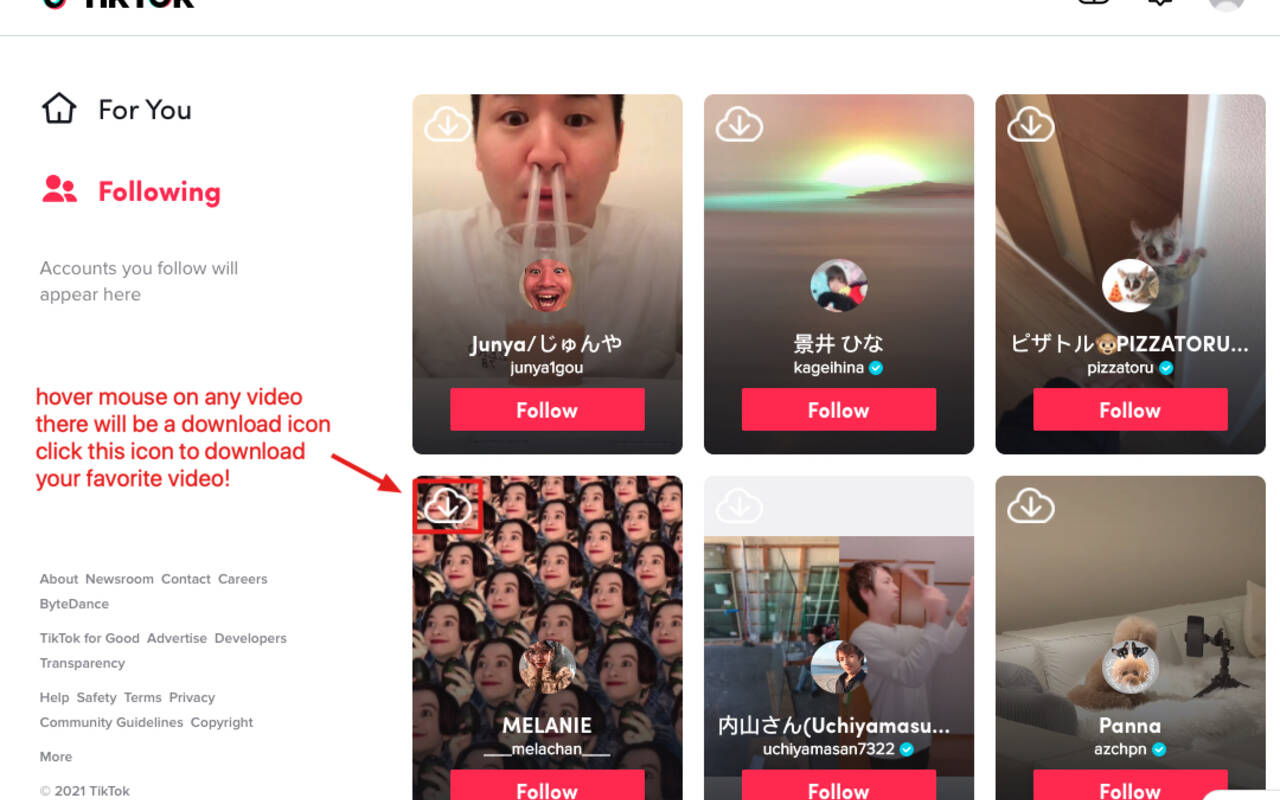 TikTok
For You
Following
Accounts you follow will
appear here
hover mouse on any video
there will be a download icon
click this icon to download
your favorite video!
About Newsroom Contact Careers
ByteDance
TikTok for Good Advertise Developers
Transparency
Help Safety Terms Privacy
Community Guidelines Copyright
More
© 2021 TikTok
Junya/じゅんや
junya1gou
Follow
景井 ひな
kageihina
Follow
ピザトル🐵PIZZATORU...
pizzatoru
Follow
MELANIE
___melachan___
Follow
内山さん(Uchiyamasu...
uchiyamasan7322
Follow
Panna
azchpn
Follow